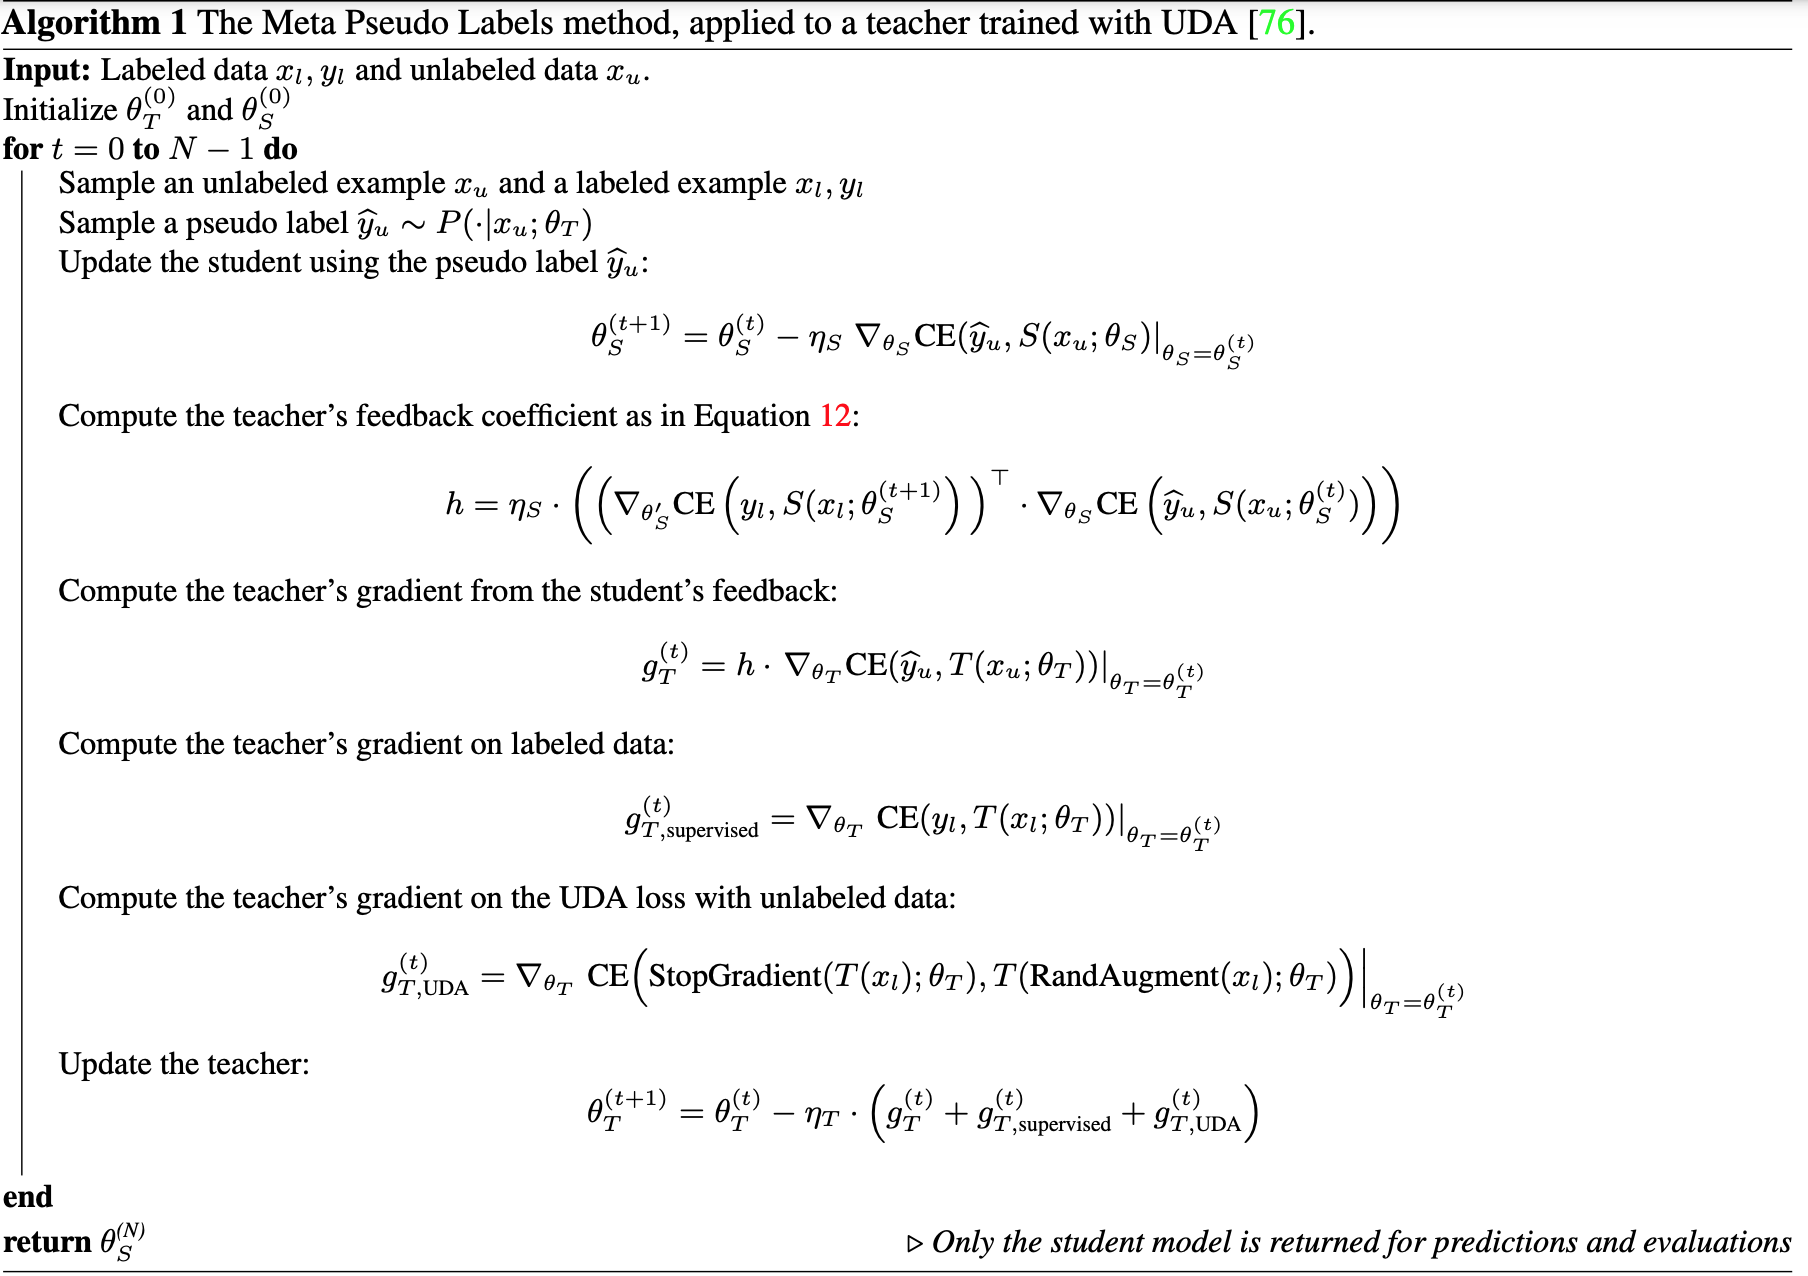 Algorithm 1 The Meta Pseudo Labels method, applied to a teacher trained with UDA [76].
Input: Labeled data $x_l, y_l$ and unlabeled data $x_u$.
Initialize $\theta_T^{(0)}$ and $\theta_S^{(0)}$
for $t = 0$ to $N - 1$ do
Sample an unlabeled example $x_u$ and a labeled example $x_l, y_l$
Sample a pseudo label $\widehat{y}_u \sim P(\cdot|x_u; \theta_T)$
Update the student using the pseudo label $\widehat{y}_u$:
$\theta_S^{(t+1)} = \theta_S^{(t)} - \eta_S \nabla_{\theta_S} \text{CE}(\widehat{y}_u, S(x_u; \theta_S)|_{\theta_S = \theta_S^{(t)}}$
Compute the teacher's feedback coefficient as in Equation 12:
$h = \eta_S \cdot \left( \left( \nabla_{\theta'_S} \text{CE} \left( y_l, S(x_l; \theta_S^{(t+1)} \right) \right)^\top \cdot \nabla_{\theta_S} \text{CE} \left( \widehat{y}_u, S(x_u; \theta_S^{(t)}) \right) \right)$
Compute the teacher's gradient from the student's feedback:
$g_T^{(t)} = h \cdot \nabla_{\theta_T} \text{CE}(\widehat{y}_u, T(x_u; \theta_T))|_{\theta_T = \theta_T^{(t)}}$
Compute the teacher's gradient on labeled data:
$g_{T,\text{supervised}}^{(t)} = \nabla_{\theta_T} \text{CE}(y_l, T(x_l; \theta_T))|_{\theta_T = \theta_T^{(t)}}$
Compute the teacher's gradient on the UDA loss with unlabeled data:
$g_{T,\text{UDA}}^{(t)} = \nabla_{\theta_T} \text{CE}\left( \text{StopGradient}(T(x_l); \theta_T), T(\text{RandAugment}(x_l); \theta_T) \right)\Big|_{\theta_T = \theta_T^{(t)}}$
Update the teacher:
$\theta_T^{(t+1)} = \theta_T^{(t)} - \eta_T \cdot \left( g_T^{(t)} + g_{T,\text{supervised}}^{(t)} + g_{T,\text{UDA}}^{(t)} \right)$
end
return $\theta_S^{(N)}$ ▷ Only the student model is returned for predictions and evaluations